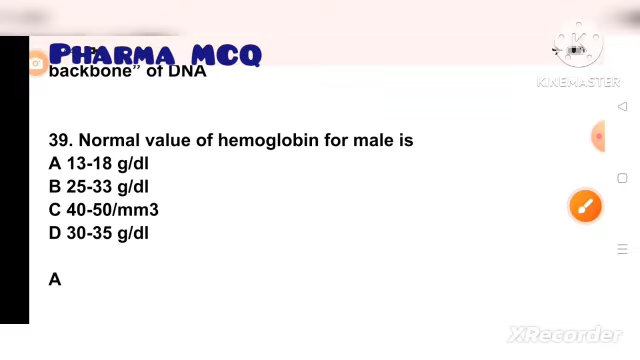 PHARMA MCQ
backbone” of DNA
KINEMASTER
39. Normal value of hemoglobin for male is
A 13-18 g/dl
B 25-33 g/dl
C 40-50/mm3
D 30-35 g/dl
A
XRecorder